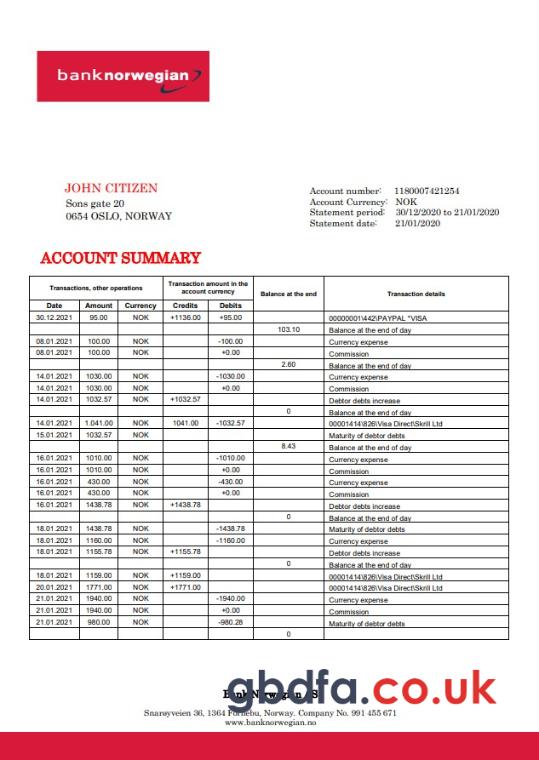 banknorwegian
JOHN CITIZEN
Sons gate 20
0654 OSLO, NORWAY
Account number: 1180007421254
Account Currency: NOK
Statement period: 30/12/2020 to 21/01/2020
Statement date: 21/01/2020
ACCOUNT SUMMARY
Transactions, other operations Transaction amount in the account currency Balance at the end Transaction details
Date Amount Currency Credits Debits
30.12.2021 95.00 NOK +1136.00 +95.00 00000001\442\PAYPAL "VISA
103.10 Balance at the end of day
08.01.2021 100.00 NOK -100.00 Currency expense
08.01.2021 100.00 NOK +0.00 Commission
2.60 Balance at the end of day
14.01.2021 1030.00 NOK -1030.00 Currency expense
14.01.2021 1030.00 NOK +0.00 Commission
14.01.2021 1032.57 NOK +1032.57 Debtor debts increase
0 Balance at the end of day
14.01.2021 1.041.00 NOK 1041.00 -1032.57 00001414\826\Visa Direct\Skrill Ltd
15.01.2021 1032.57 NOK Maturity of debtor debts
8.43 Balance at the end of day
16.01.2021 1010.00 NOK -1010.00 Currency expense
16.01.2021 1010.00 NOK +0.00 Commission
16.01.2021 430.00 NOK -430.00 Currency expense
16.01.2021 430.00 NOK +0.00 Commission
16.01.2021 1438.78 NOK +1438.78 Debtor debts increase
0 Balance at the end of day
18.01.2021 1438.78 NOK -1438.78 Maturity of debtor debts
18.01.2021 1160.00 NOK -1160.00 Currency expense
18.01.2021 1155.78 NOK +1155.78 Debtor debts increase
0 Balance at the end of day
18.01.2021 1159.00 NOK +1159.00 00001414\826\Visa Direct\Skrill Ltd
20.01.2021 1771.00 NOK +1771.00 00001414\826\Visa Direct\Skrill Ltd
21.01.2021 1940.00 NOK -1940.00 Currency expense
21.01.2021 1940.00 NOK +0.00 Commission
21.01.2021 980.00 NOK -980.28 Maturity of debtor debts
0
Bank Norwegian AS
gbdfa.co.uk
Snarøyveien 36, 1364 Fornebu, Norway. Company No. 991 455 671
www.banknorwegian.no